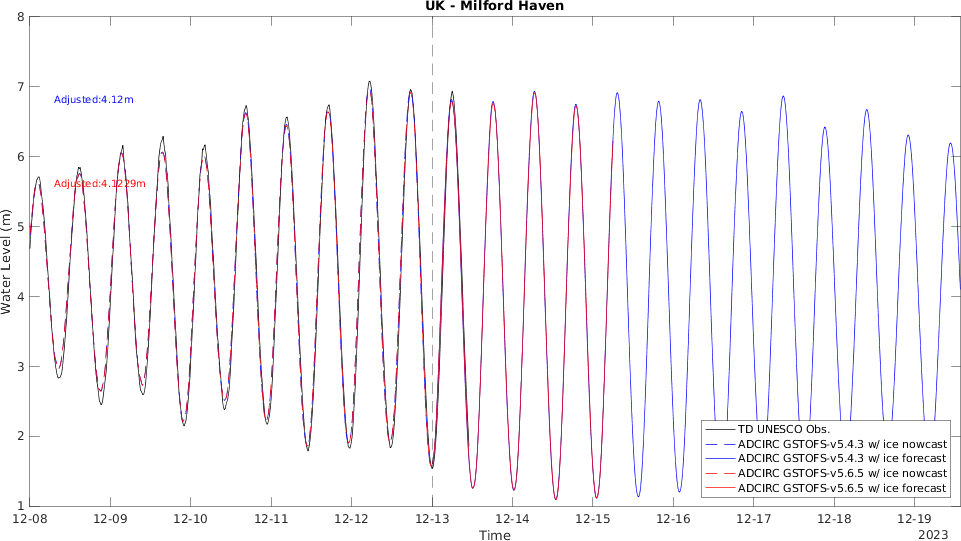 UK - Milford Haven
8
7
6
5
4
3
2
1
Water Level (m)
Adjusted:4.12m
Adjusted:4.1229m
TD UNESCO Obs.
ADCIRC GSTOFS-v5.4.3 w/ ice nowcast
ADCIRC GSTOFS-v5.4.3 w/ ice forecast
ADCIRC GSTOFS-v5.6.5 w/ ice nowcast
ADCIRC GSTOFS-v5.6.5 w/ ice forecast
12-08 12-09 12-10 12-11 12-12 12-13 12-14 12-15 12-16 12-17 12-18 12-19
Time
2023